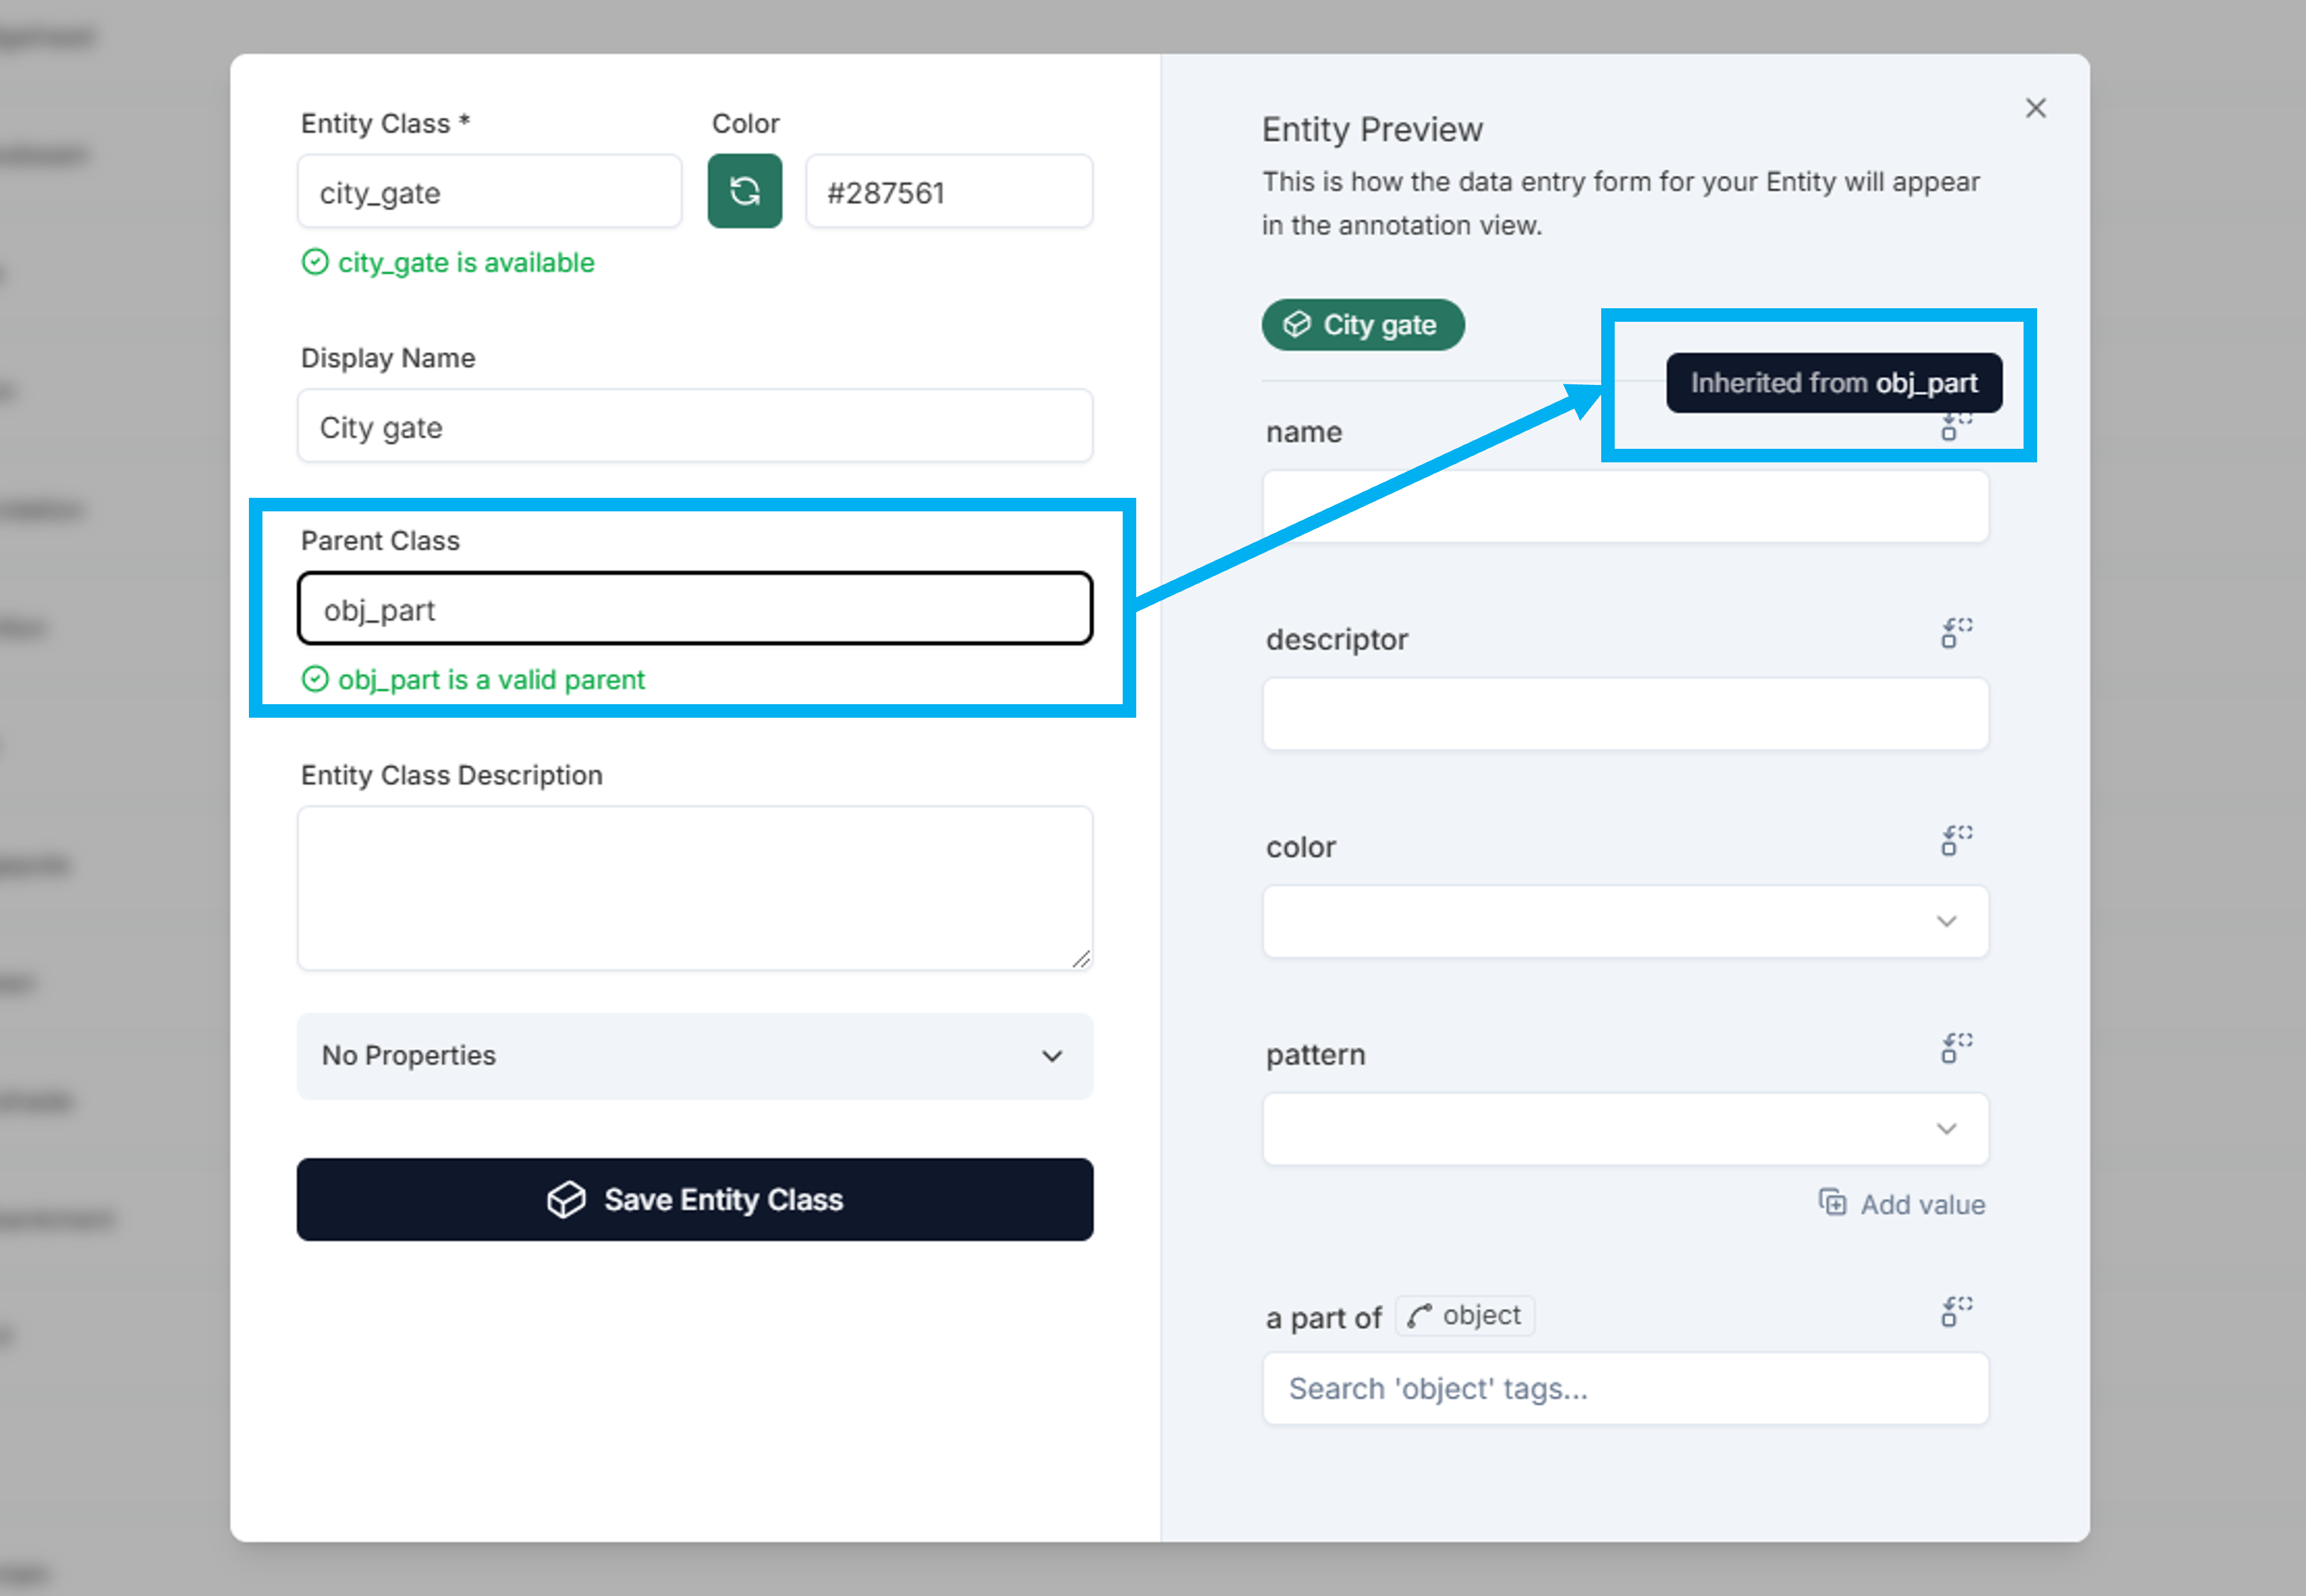 Entity Class *
Color
city_gate
#287561
city_gate is available
Display Name
City gate
Parent Class
obj_part
obj_part is a valid parent
Entity Class Description
No Properties
Save Entity Class
Entity Preview
This is how the data entry form for your Entity will appear
in the annotation view.
City gate
Inherited from obj_part
name
descriptor
color
pattern
Add value
a part of object
Search 'object' tags...